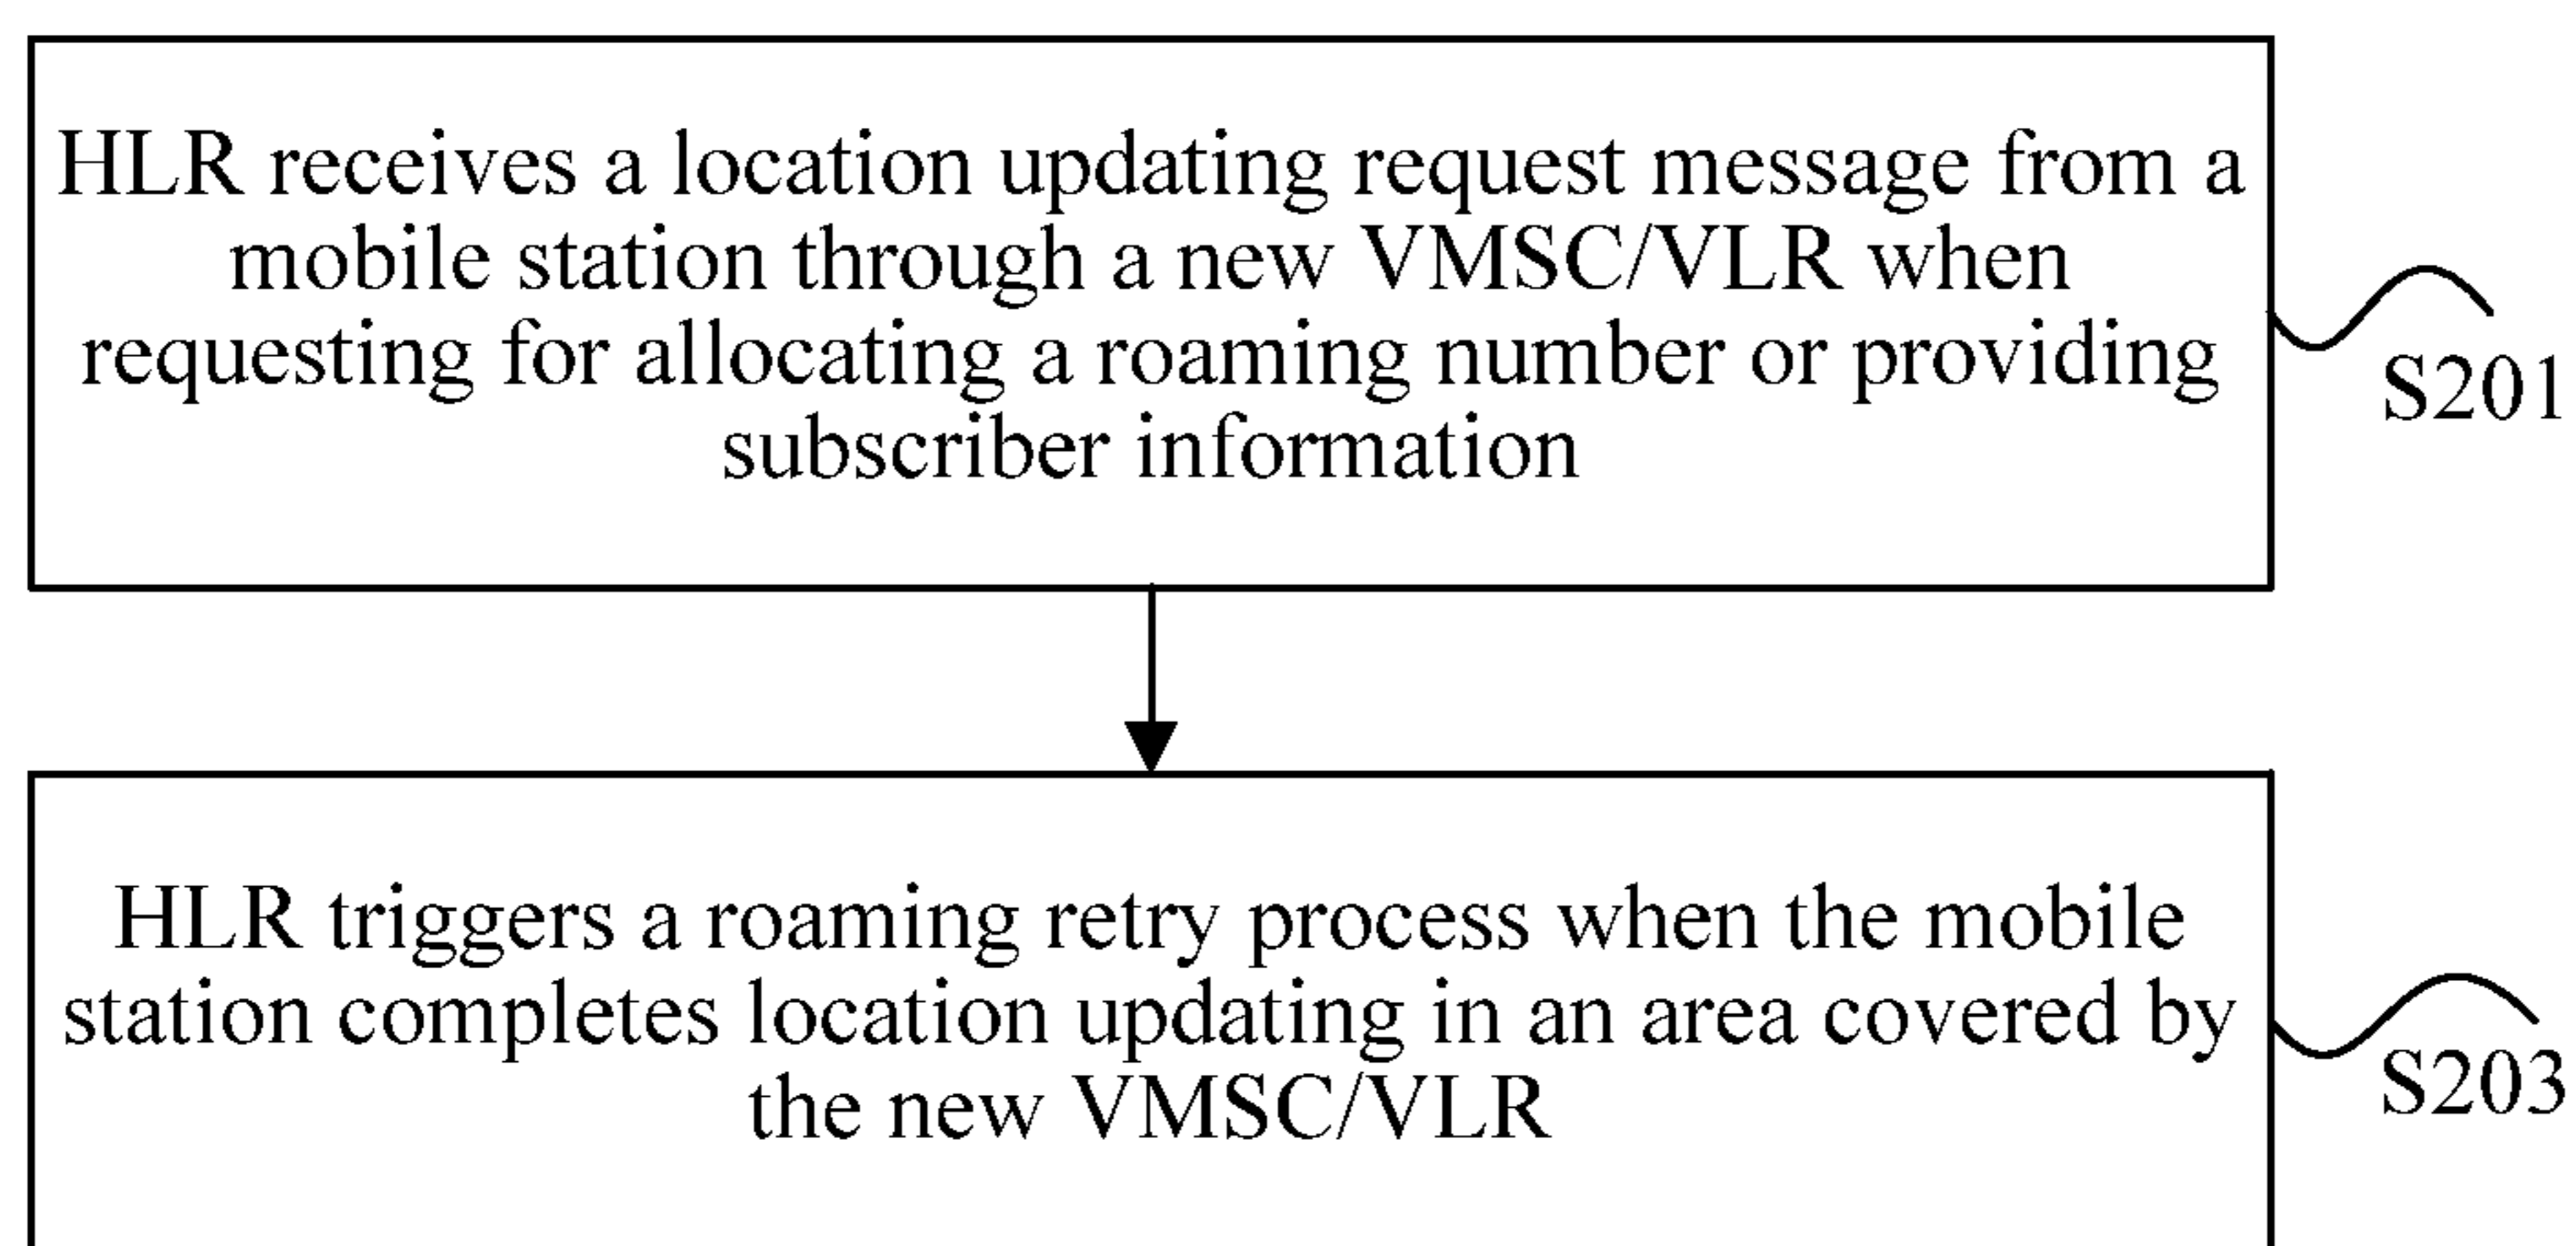 HLR receives a location updating request message from a
mobile station through a new VMSC/VLR when
requesting for allocating a roaming number or providing
subscriber information
S201
HLR triggers a roaming retry process when the mobile
station completes location updating in an area covered by
the new VMSC/VLR
S203